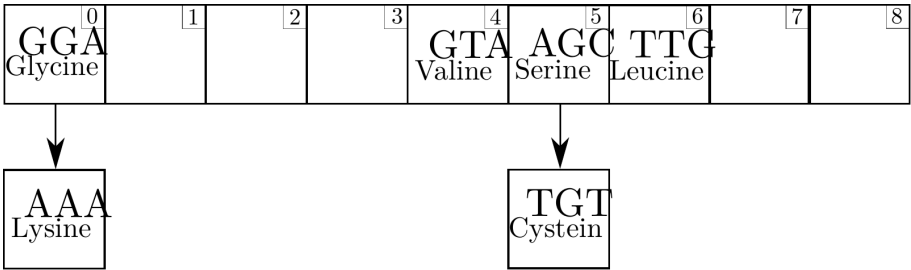 0 1 2 3 4 5 6 7 8
GGA GTA AGC TTG
Glycine Valine Serine Leucine
AAA TGT
Lysine Cystein